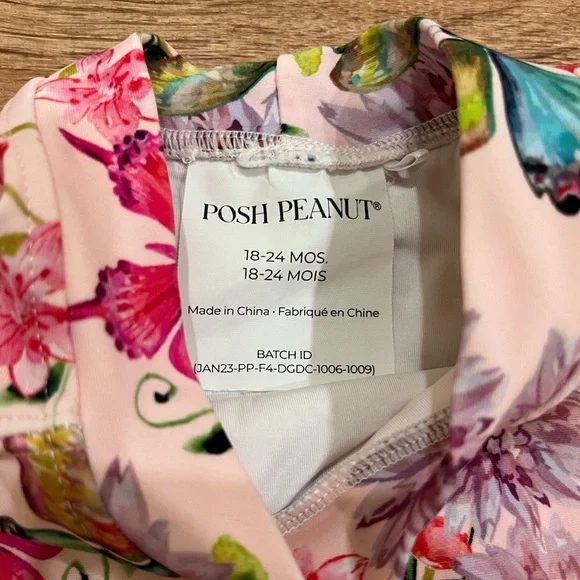 POSH PEANUT®
18-24 MOS.
18-24 MOIS
Made in China • Fabriqué en Chine
BATCH ID
(JAN23-PP-F4-DGDC-1006-1009)